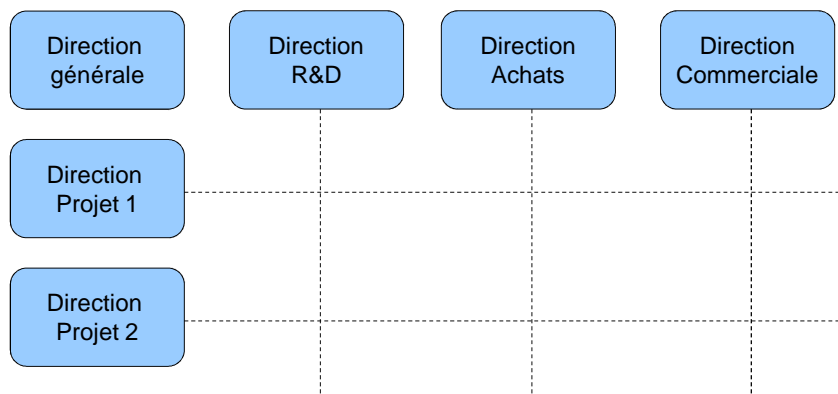 Direction
générale
Direction
R&D
Direction
Achats
Direction
Commerciale
Direction
Projet 1
Direction
Projet 2